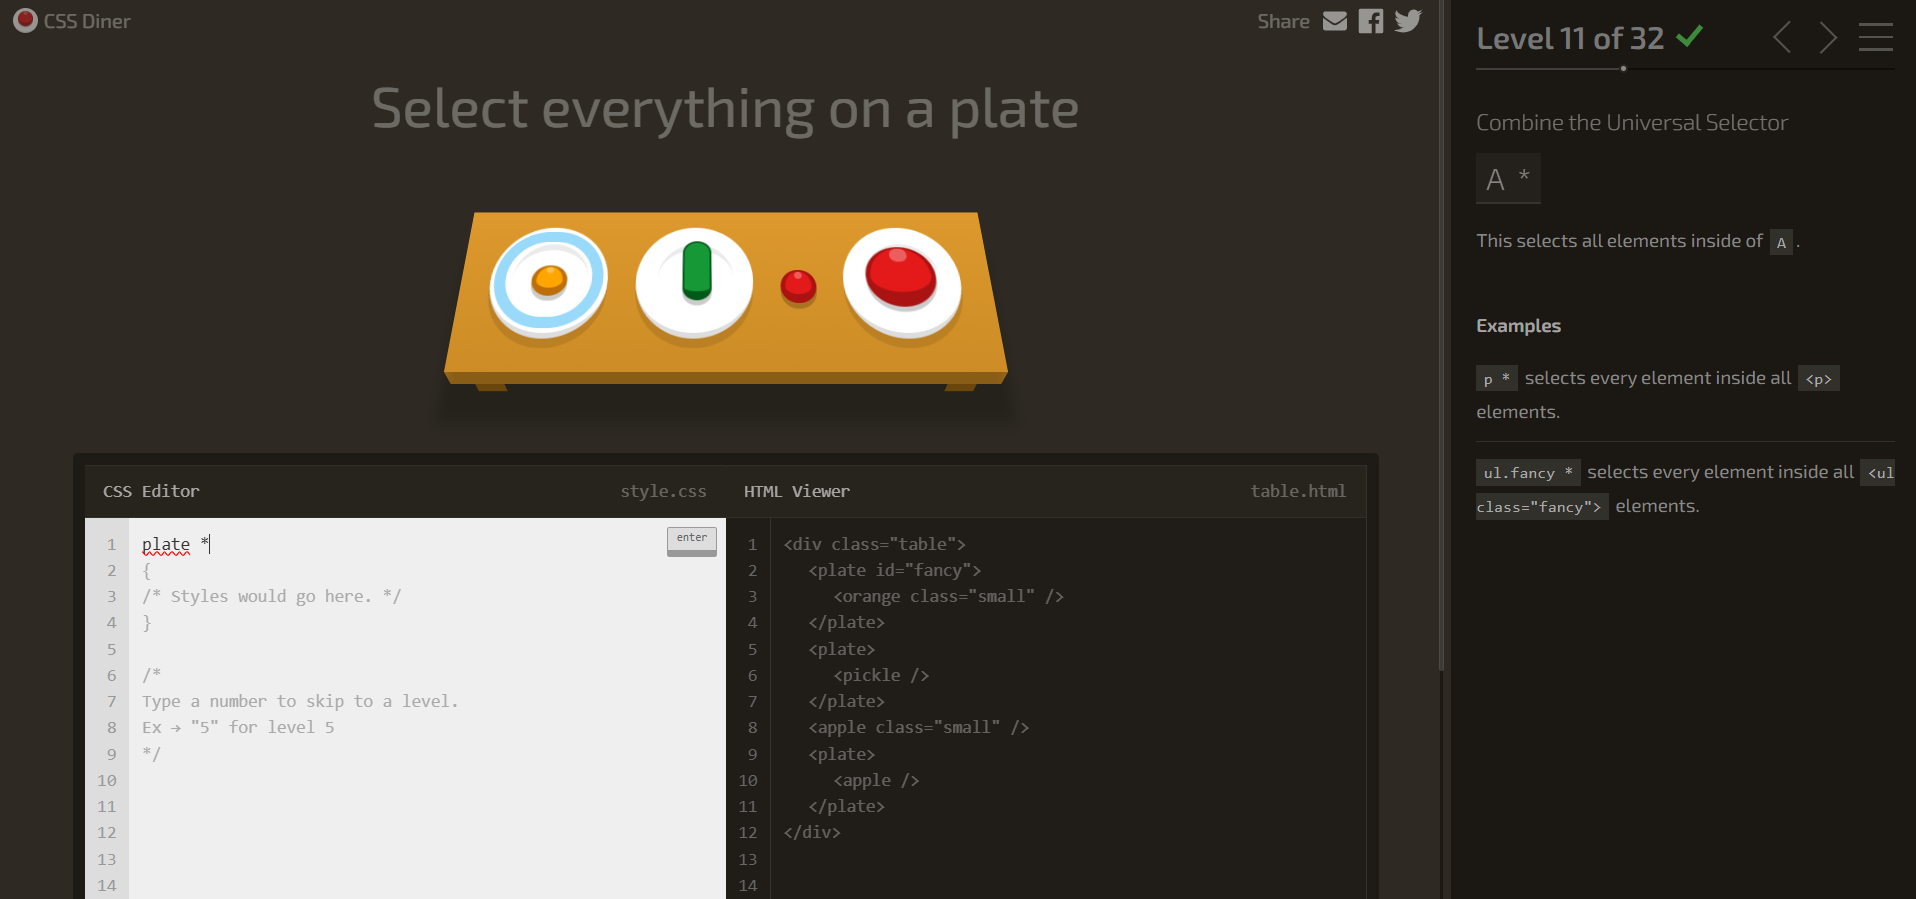 CSS Diner
Share
Select everything on a plate
CSS Editor style.css
1 plate * enter
2 {
3 /* Styles would go here. */
4 }
5
6 /*
7 Type a number to skip to a level.
8 Ex → "5" for level 5
9 */
10
11
12
13
14
HTML Viewer table.html
1 <div class="table">
2 <plate id="fancy">
3 <orange class="small" />
4 </plate>
5 <plate>
6 <pickle />
7 </plate>
8 <apple class="small" />
9 <plate>
10 <apple />
11 </plate>
12 </div>
13
14
Level 11 of 32
Combine the Universal Selector
A *
This selects all elements inside of A .
Examples
p * selects every element inside all <p>
elements.
ul.fancy * selects every element inside all <ul
class="fancy"> elements.